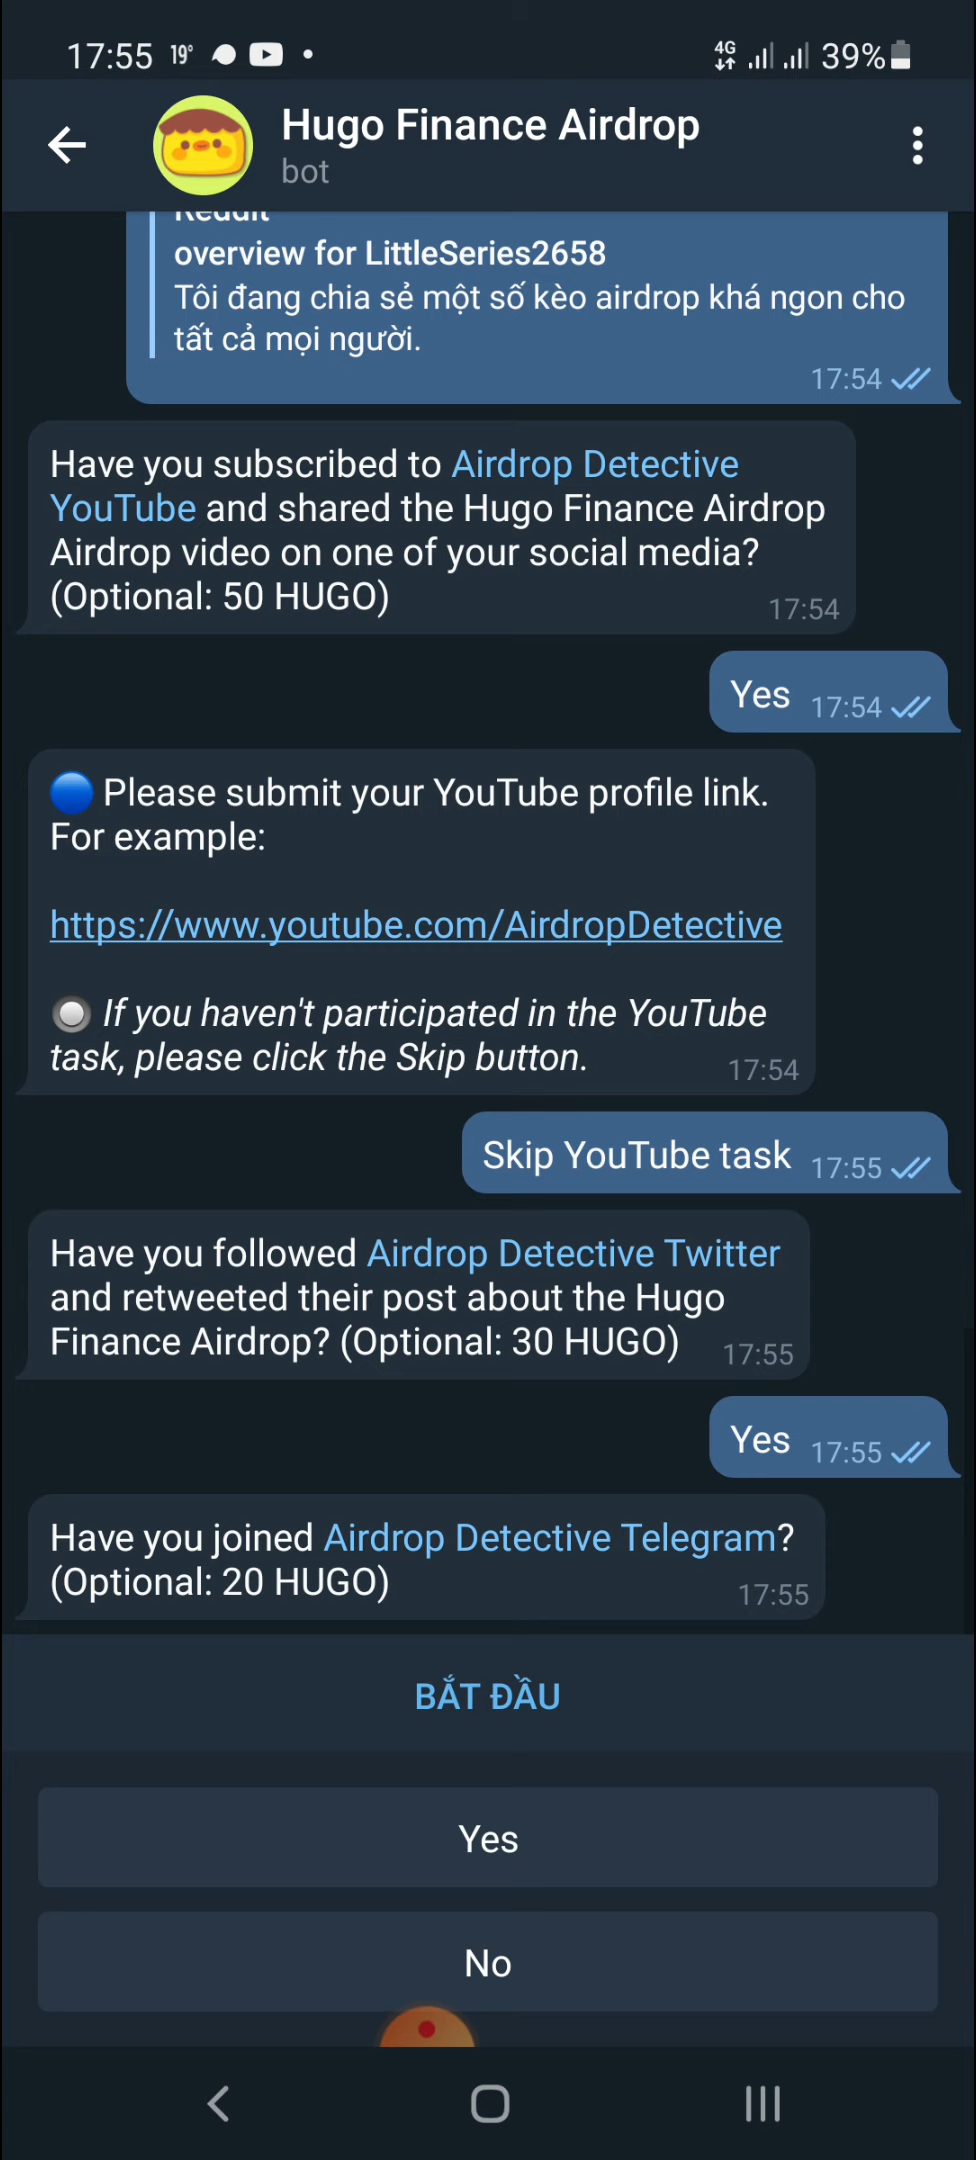 17:55 19°
4G 39%
Hugo Finance Airdrop
bot
Reddit
overview for LittleSeries2658
Tôi đang chia sẻ một số kèo airdrop khá ngon cho
tất cả mọi người.
17:54
Have you subscribed to Airdrop Detective
YouTube and shared the Hugo Finance Airdrop
Airdrop video on one of your social media?
(Optional: 50 HUGO)
17:54
Yes 17:54
Please submit your YouTube profile link.
For example:
https://www.youtube.com/AirdropDetective
If you haven't participated in the YouTube
task, please click the Skip button.
17:54
Skip YouTube task 17:55
Have you followed Airdrop Detective Twitter
and retweeted their post about the Hugo
Finance Airdrop? (Optional: 30 HUGO)
17:55
Yes 17:55
Have you joined Airdrop Detective Telegram?
(Optional: 20 HUGO)
17:55
BẮT ĐẦU
Yes
No